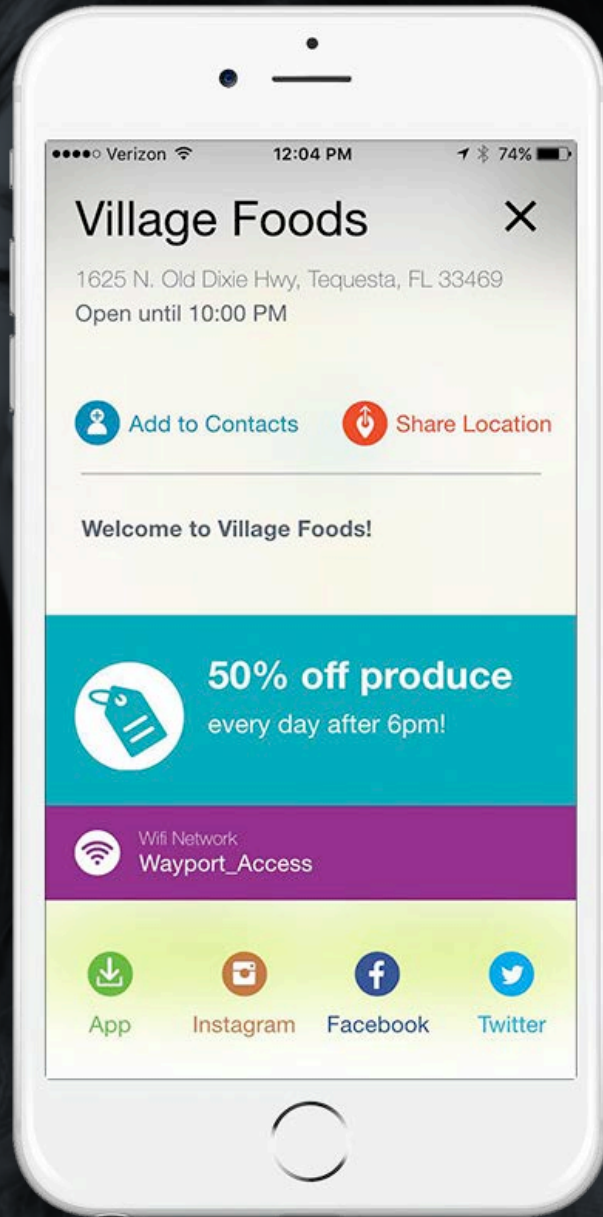 Verizon 12:04 PM 74%
Village Foods
1625 N. Old Dixie Hwy, Tequesta, FL 33469
Open until 10:00 PM
Add to Contacts Share Location
Welcome to Village Foods!
50% off produce
every day after 6pm!
Wifi Network
Wayport_Access
App Instagram Facebook Twitter